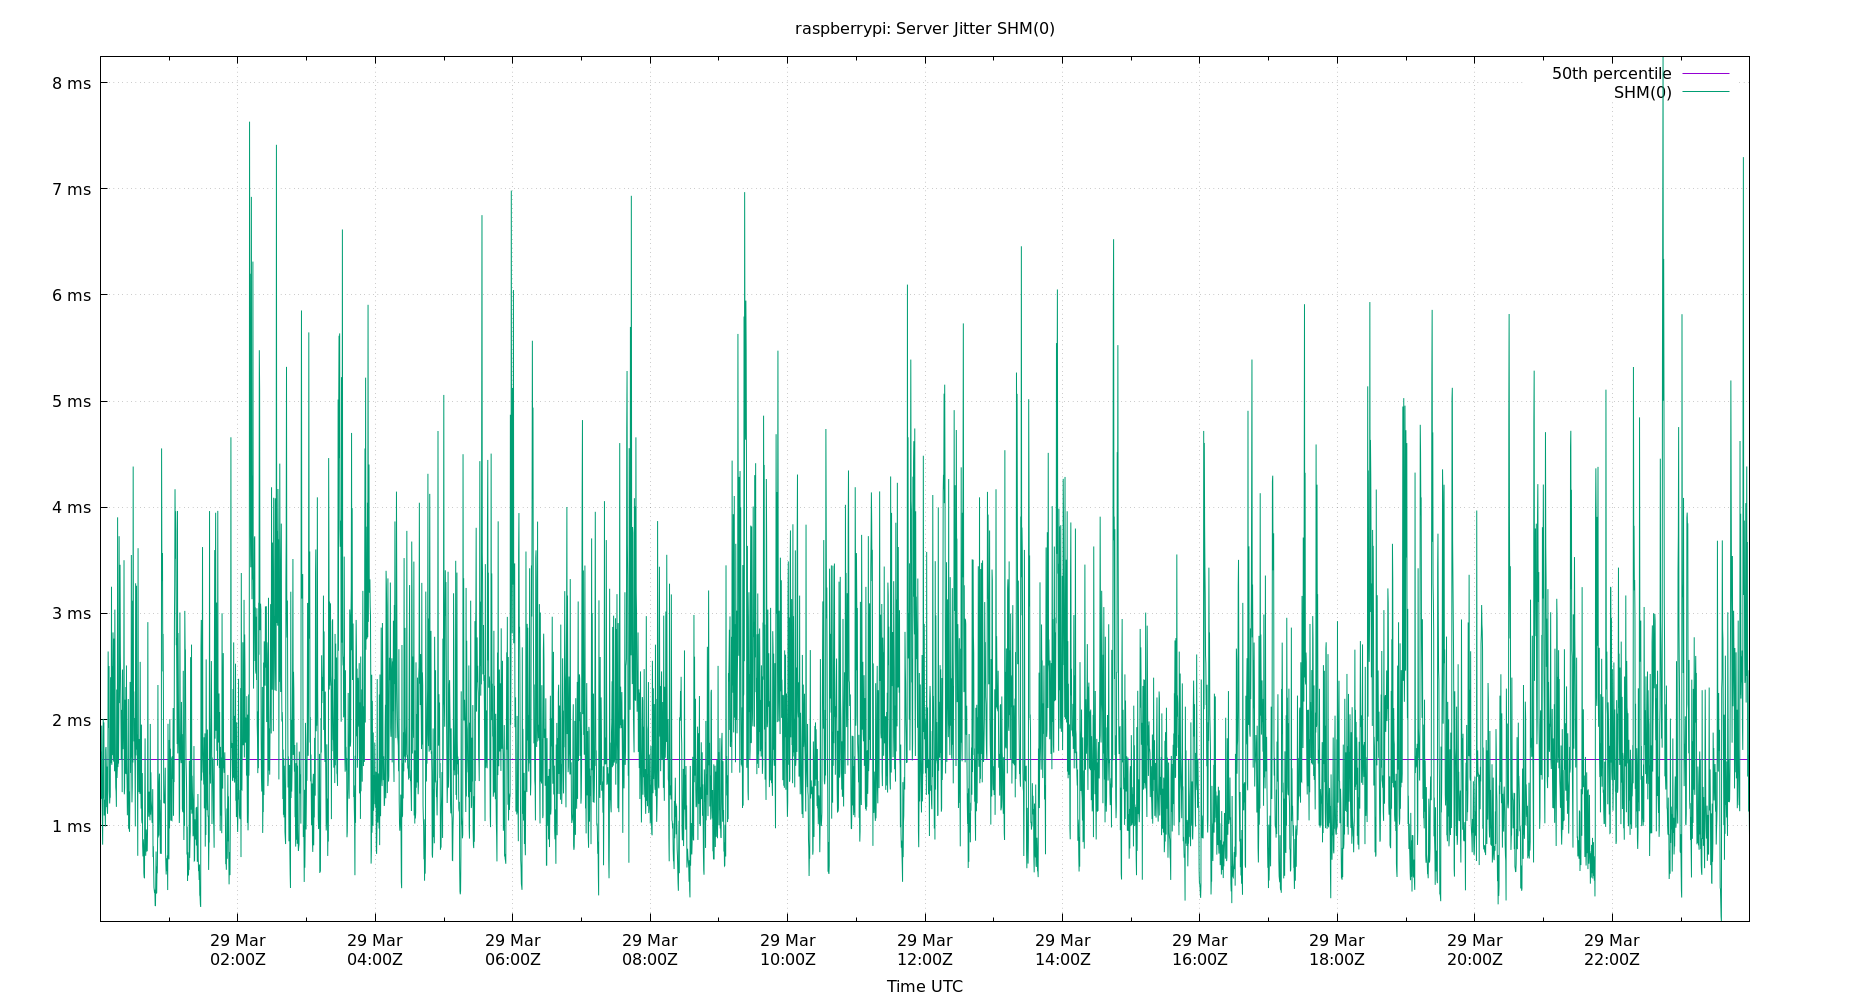 raspberrypi: Server Jitter SHM(0)
50th percentile
SHM(0)
8 ms
7 ms
6 ms
5 ms
4 ms
3 ms
2 ms
1 ms
29 Mar 29 Mar 29 Mar 29 Mar 29 Mar 29 Mar 29 Mar 29 Mar 29 Mar 29 Mar 29 Mar
02:00Z 04:00Z 06:00Z 08:00Z 10:00Z 12:00Z 14:00Z 16:00Z 18:00Z 20:00Z 22:00Z
Time UTC